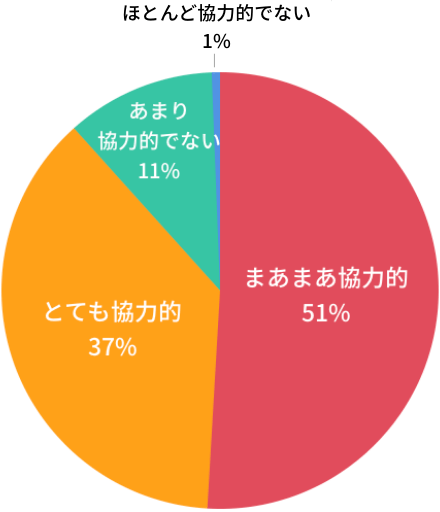 ほとんど協力的でない
1%
あまり
協力的でない
11%
まあまあ協力的
51%
とても協力的
37%